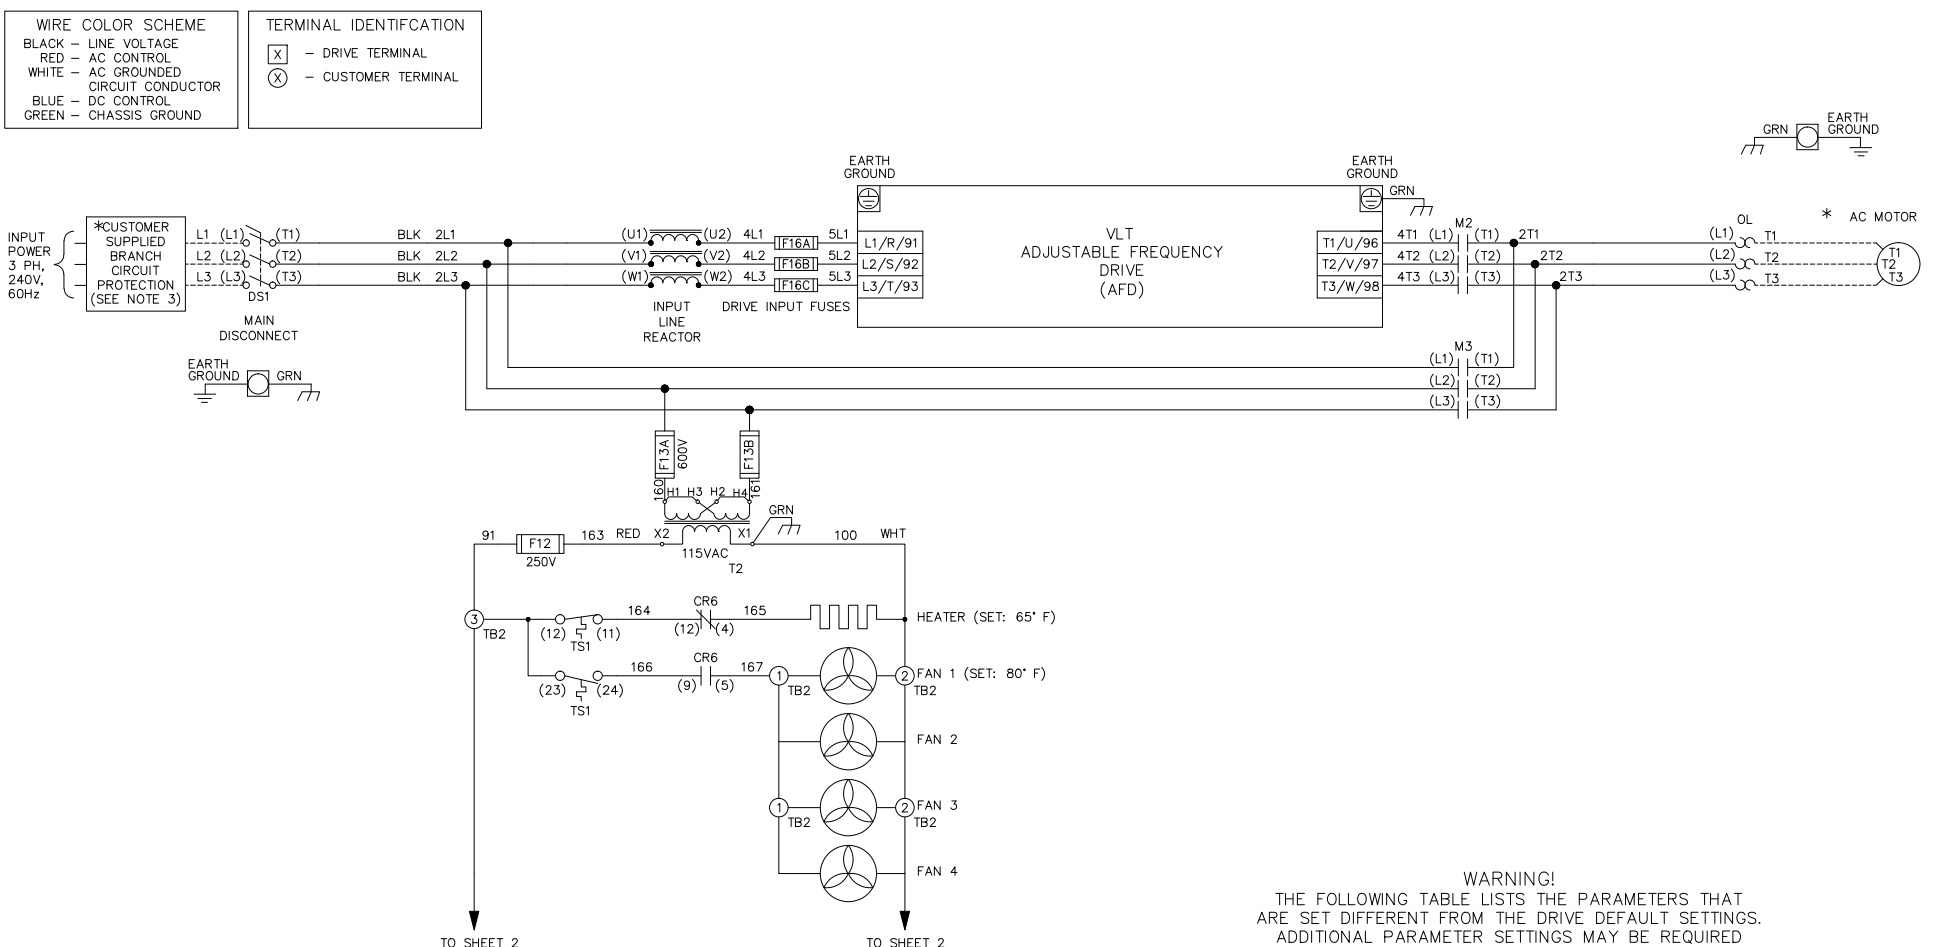 WIRE COLOR SCHEME
BLACK – LINE VOLTAGE
RED – AC CONTROL
WHITE – AC GROUNDED
CIRCUIT CONDUCTOR
BLUE – DC CONTROL
GREEN – CHASSIS GROUND
TERMINAL IDENTIFCATION
X – DRIVE TERMINAL
X – CUSTOMER TERMINAL
GRN
EARTH
GROUND
EARTH
GROUND
EARTH
GROUND
GRN
INPUT
POWER
3 PH,
240V,
60Hz
*CUSTOMER
SUPPLIED
BRANCH
CIRCUIT
PROTECTION
(SEE NOTE 3)
L1 (L1) (T1) BLK 2L1 (U1) (U2) 4L1 F16A 5L1 L1/R/91
L2 (L2) (T2) BLK 2L2 (V1) (V2) 4L2 F16B 5L2 L2/S/92
L3 (L3) (T3) BLK 2L3 (W1) (W2) 4L3 F16C 5L3 L3/T/93
DS1
MAIN
DISCONNECT
INPUT
LINE
REACTOR
DRIVE INPUT FUSES
VLT
ADJUSTABLE FREQUENCY
DRIVE
(AFD)
M2
T1/U/96 4T1 (L1) (T1) 2T1
T2/V/97 4T2 (L2) (T2) 2T2
T3/W/98 4T3 (L3) (T3) 2T3
OL
* AC MOTOR
(L1) T1
(L2) T2
(L3) T3
T1
T2
T3
EARTH
GROUND
GRN
M3
(L1) (T1)
(L2) (T2)
(L3) (T3)
F13A
600V
F13B
160
161
H1 H3 H2 H4
GRN
91 F12 163 RED X2 X1 100 WHT
250V
115VAC
T2
3
TB2
(12) (11)
TS1
164
CR6
(12) (4)
165
HEATER (SET: 65° F)
(23) (24)
TS1
166
CR6
(9) (5)
167
1
TB2
2
TB2
FAN 1 (SET: 80° F)
FAN 2
1
TB2
2
TB2
FAN 3
FAN 4
TO SHEET 2
TO SHEET 2
WARNING!
THE FOLLOWING TABLE LISTS THE PARAMETERS THAT
ARE SET DIFFERENT FROM THE DRIVE DEFAULT SETTINGS.
ADDITIONAL PARAMETER SETTINGS MAY BE REQUIRED